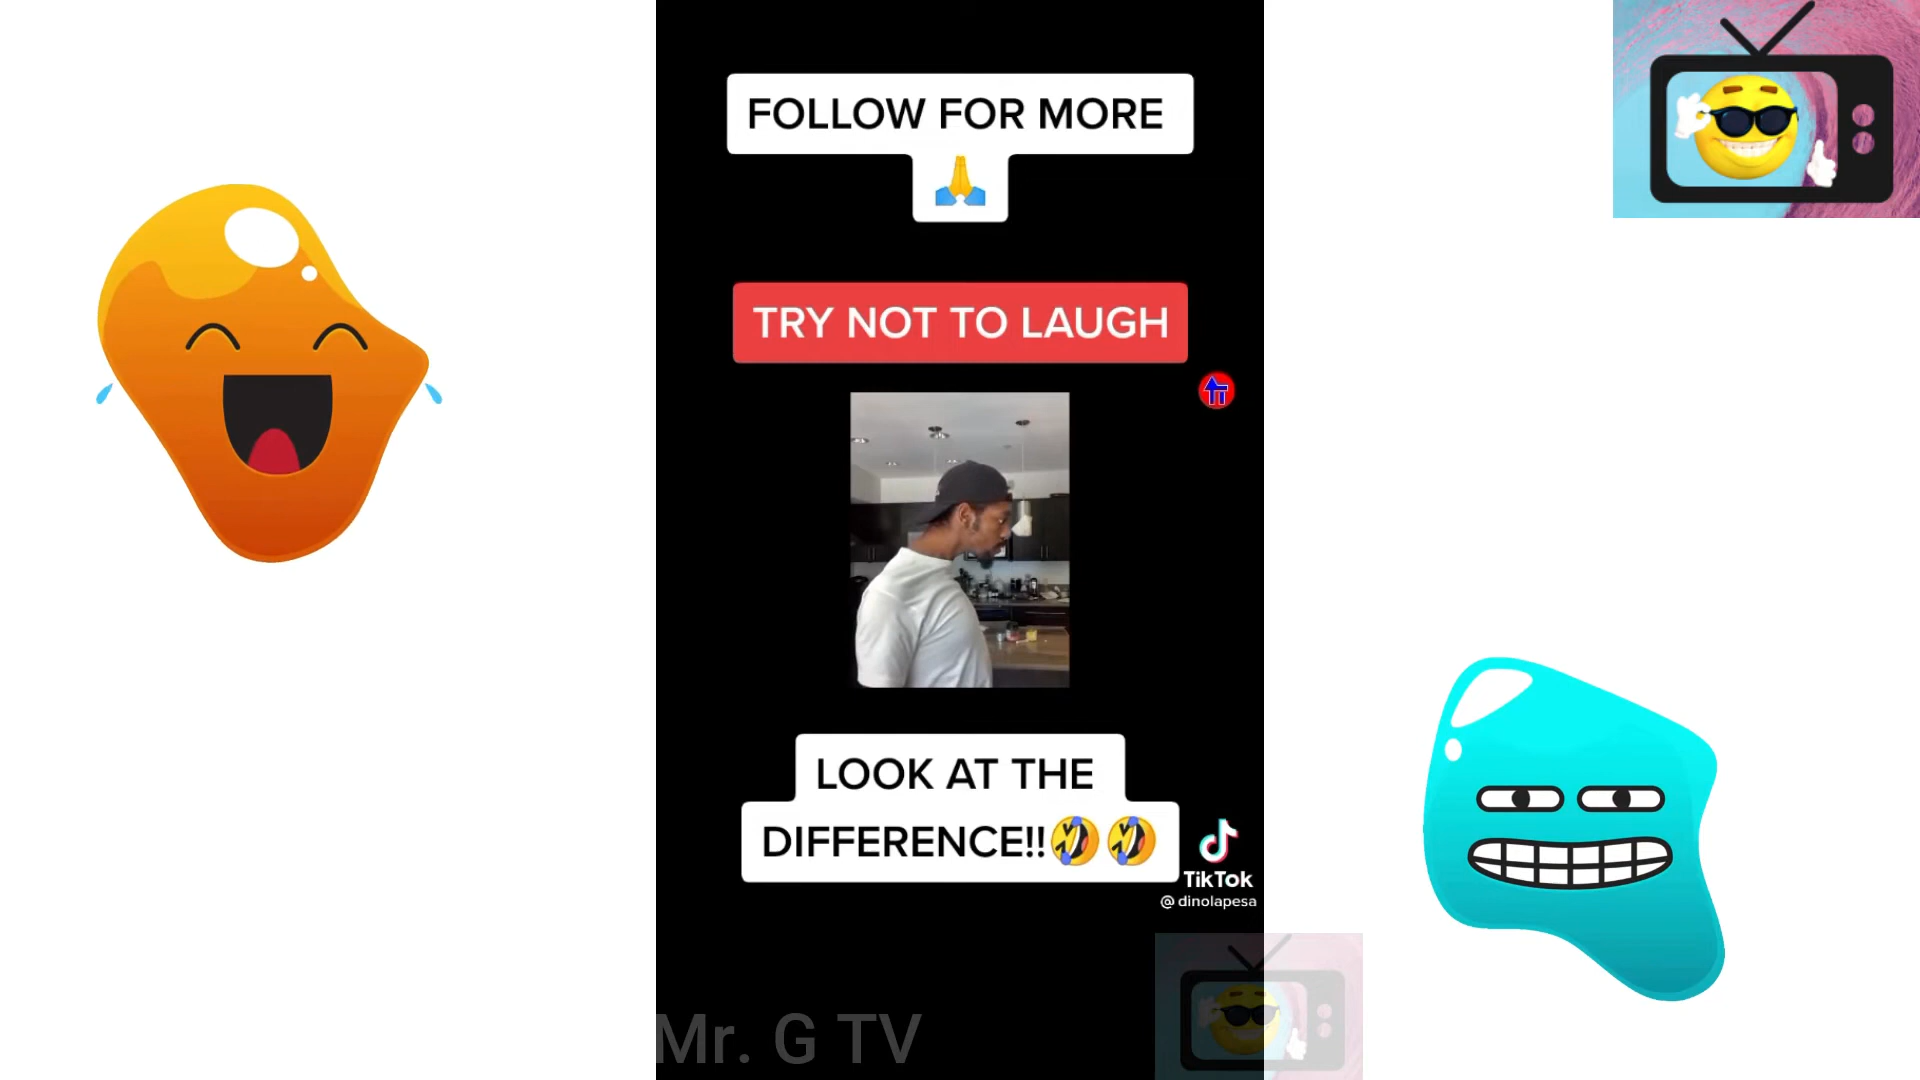 FOLLOW FOR MORE
🙏
TRY NOT TO LAUGH
LOOK AT THE
DIFFERENCE!!🤣🤣
TikTok
@dinolapesa
Mr. G TV